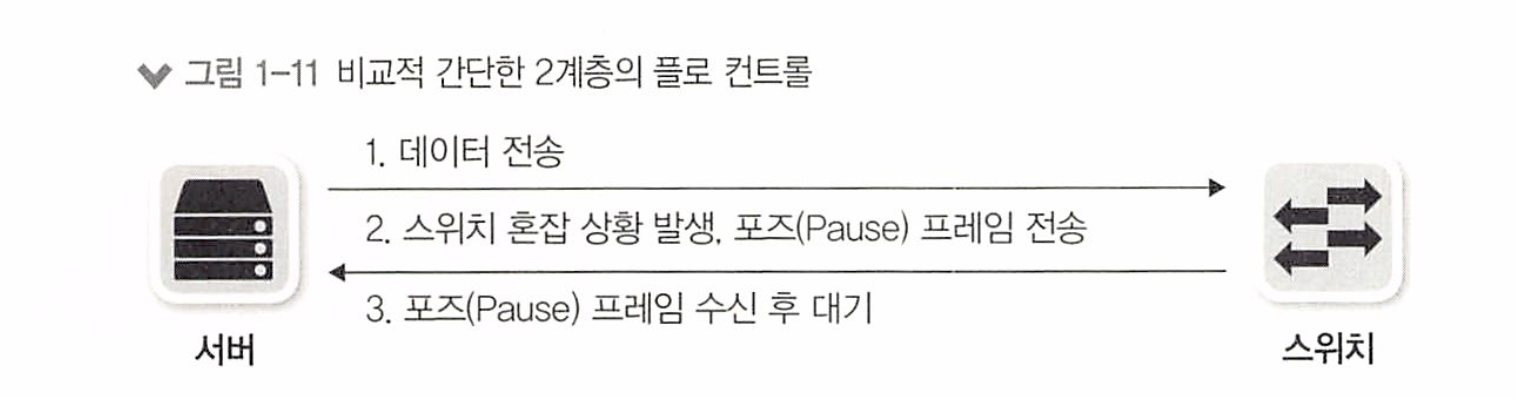 그림 1-11 비교적 간단한 2계층의 플로 컨트롤
1. 데이터 전송
2. 스위치 혼잡 상황 발생, 포즈(Pause) 프레임 전송
3. 포즈(Pause) 프레임 수신 후 대기
서버
스위치